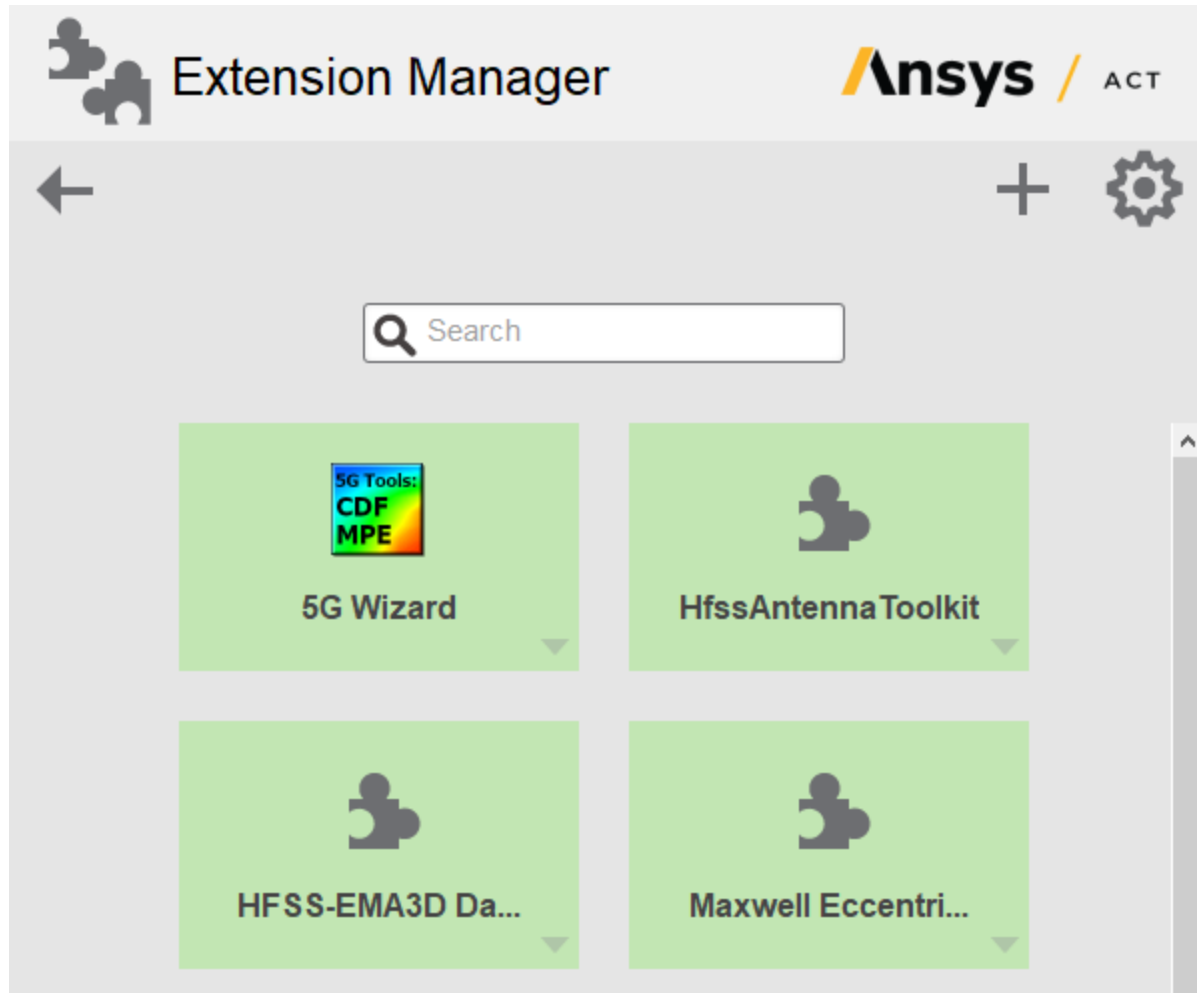 Extension Manager
Ansys / ACT
Search
5G Tools:
CDF
MPE
5G Wizard
HfssAntennaToolkit
HFSS-EMA3D Da...
Maxwell Eccentri...